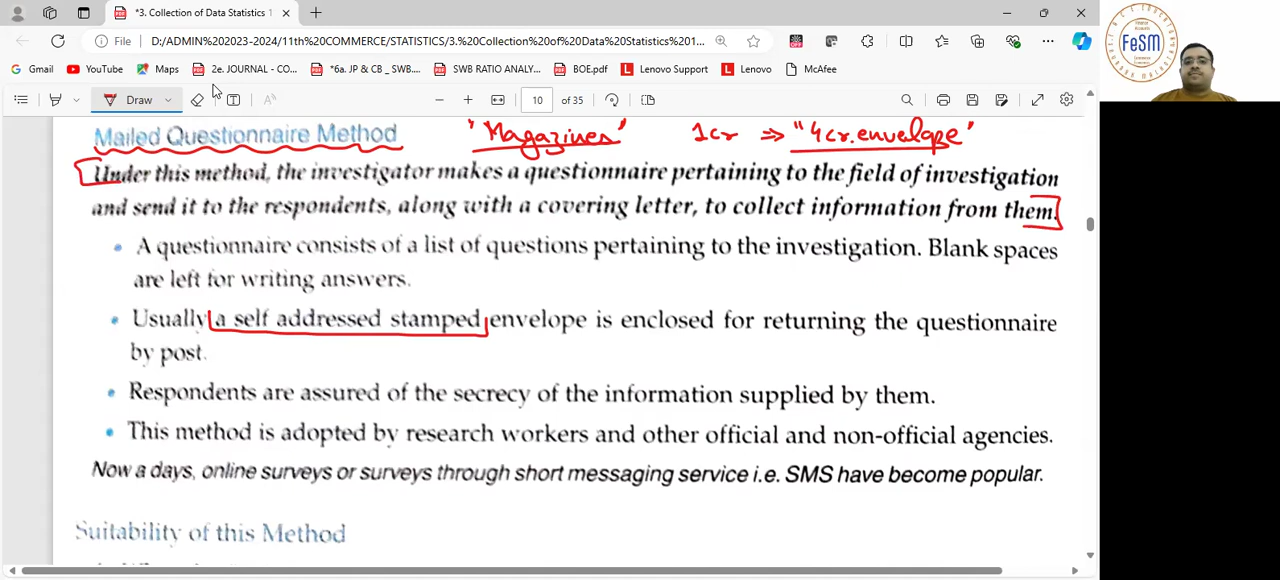 *3. Collection of Data Statistics 1
File
D:/ADMIN%202023-2024/11th%20COMMERCE/STATS/3.%20Collection%20of%20Data%20Statistics%201...
Gmail
YouTube
Maps
2e. JOURNAL - CO...
*6a. JP & CB _SWB....
SWB RATIO ANALY...
BOE.pdf
Lenovo Support
Lenovo
McAfee
Draw
10 of 35
Mailed Questionnaire Method
"Magazines"
1cr ⇒ "4cr. envelope"
Under this method, the investigator makes a questionnaire pertaining to the field of investigation
and send it to the respondents, along with a covering letter, to collect information from them.
• A questionnaire consists of a list of questions pertaining to the investigation. Blank spaces
are left for writing answers.
• Usually a self addressed stamped envelope is enclosed for returning the questionnaire
by post.
• Respondents are assured of the secrecy of the information supplied by them.
• This method is adopted by research workers and other official and non-official agencies.
Now a days, online surveys or surveys through short messaging service i.e. SMS have become popular.
Suitability of this Method
FeSM